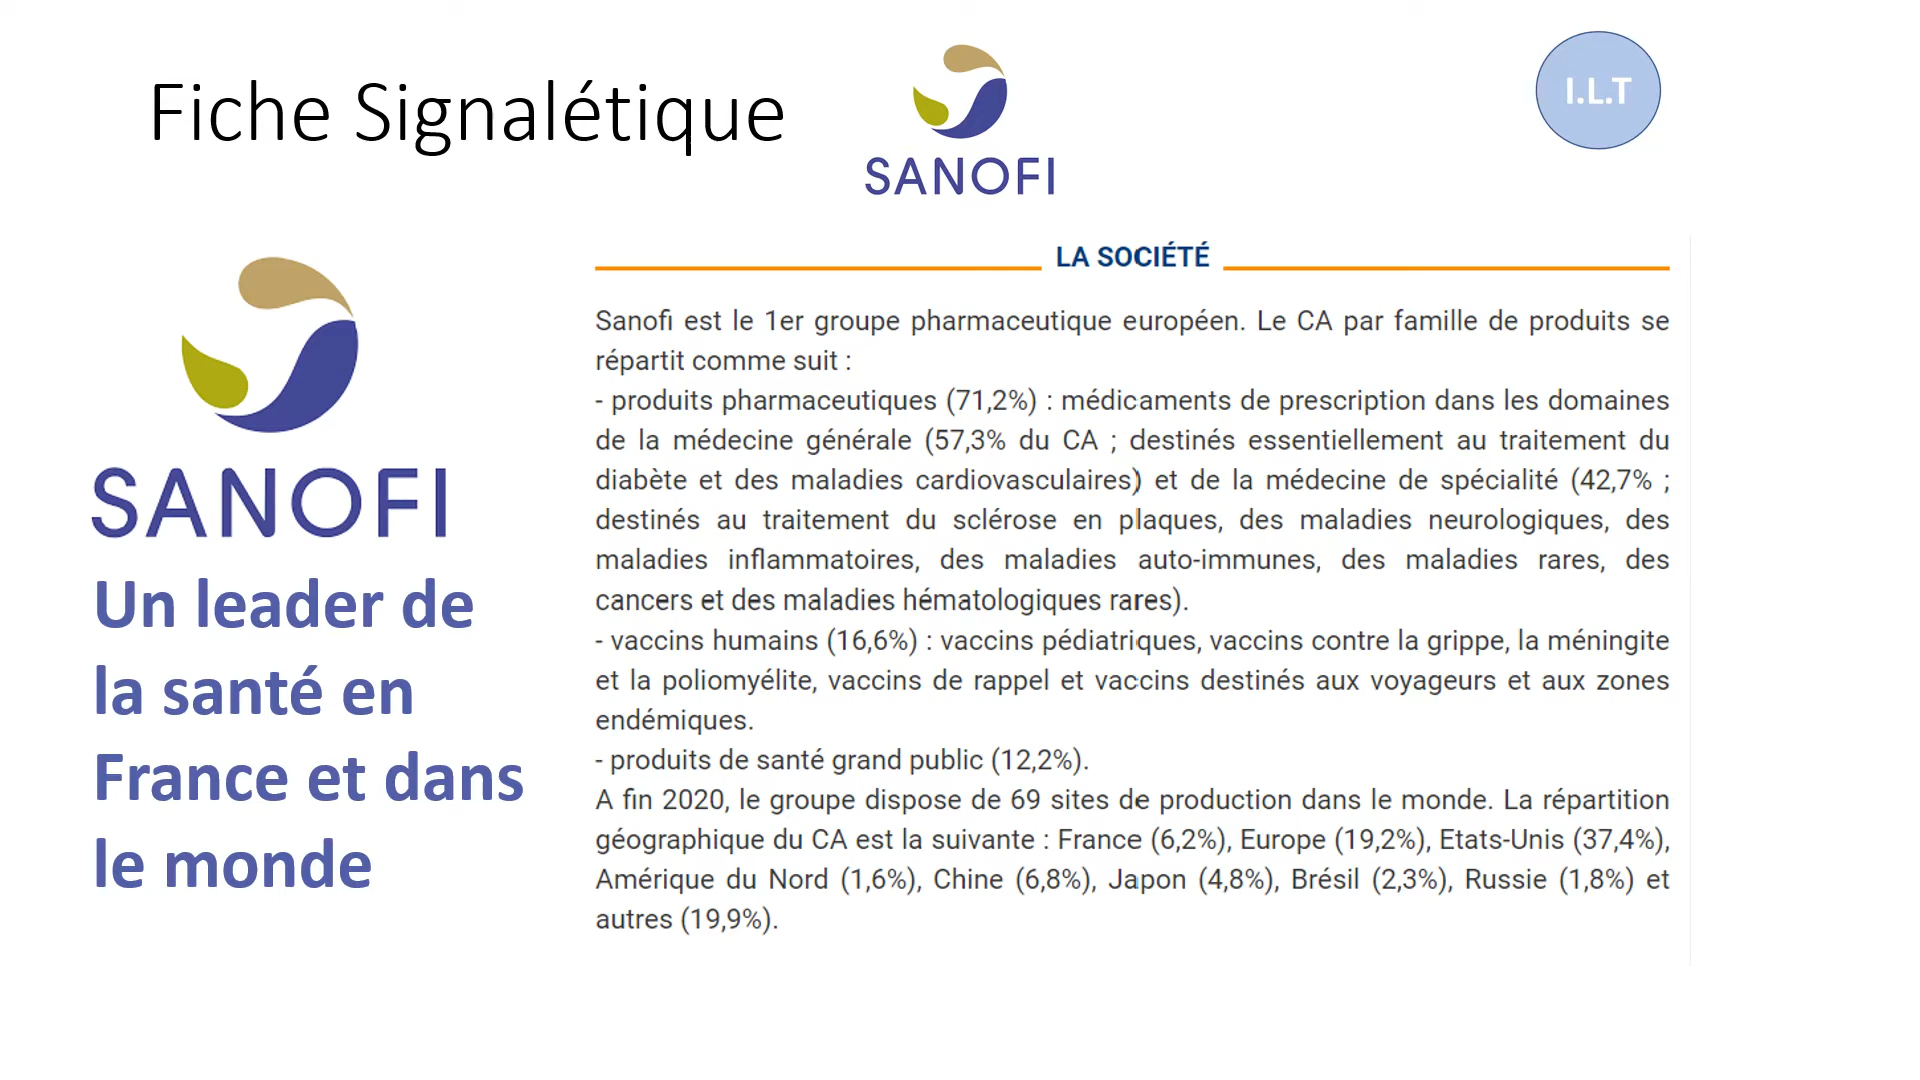 Fiche Signalétique
SANOFI
I.L.T
SANOFI
Un leader de
la santé en
France et dans
le monde
LA SOCIÉTÉ
Sanofi est le 1er groupe pharmaceutique européen. Le CA par famille de produits se
répartit comme suit :
- produits pharmaceutiques (71,2%) : médicaments de prescription dans les domaines
de la médecine générale (57,3% du CA ; destinés essentiellement au traitement du
diabète et des maladies cardiovasculaires) et de la médecine de spécialité (42,7% ;
destinés au traitement du sclérose en plaques, des maladies neurologiques, des
maladies inflammatoires, des maladies auto-immunes, des maladies rares, des
cancers et des maladies hématologiques rares).
- vaccins humains (16,6%) : vaccins pédiatriques, vaccins contre la grippe, la méningite
et la poliomyélite, vaccins de rappel et vaccins destinés aux voyageurs et aux zones
endémiques.
- produits de santé grand public (12,2%).
A fin 2020, le groupe dispose de 69 sites de production dans le monde. La répartition
géographique du CA est la suivante : France (6,2%), Europe (19,2%), Etats-Unis (37,4%),
Amérique du Nord (1,6%), Chine (6,8%), Japon (4,8%), Brésil (2,3%), Russie (1,8%) et
autres (19,9%).